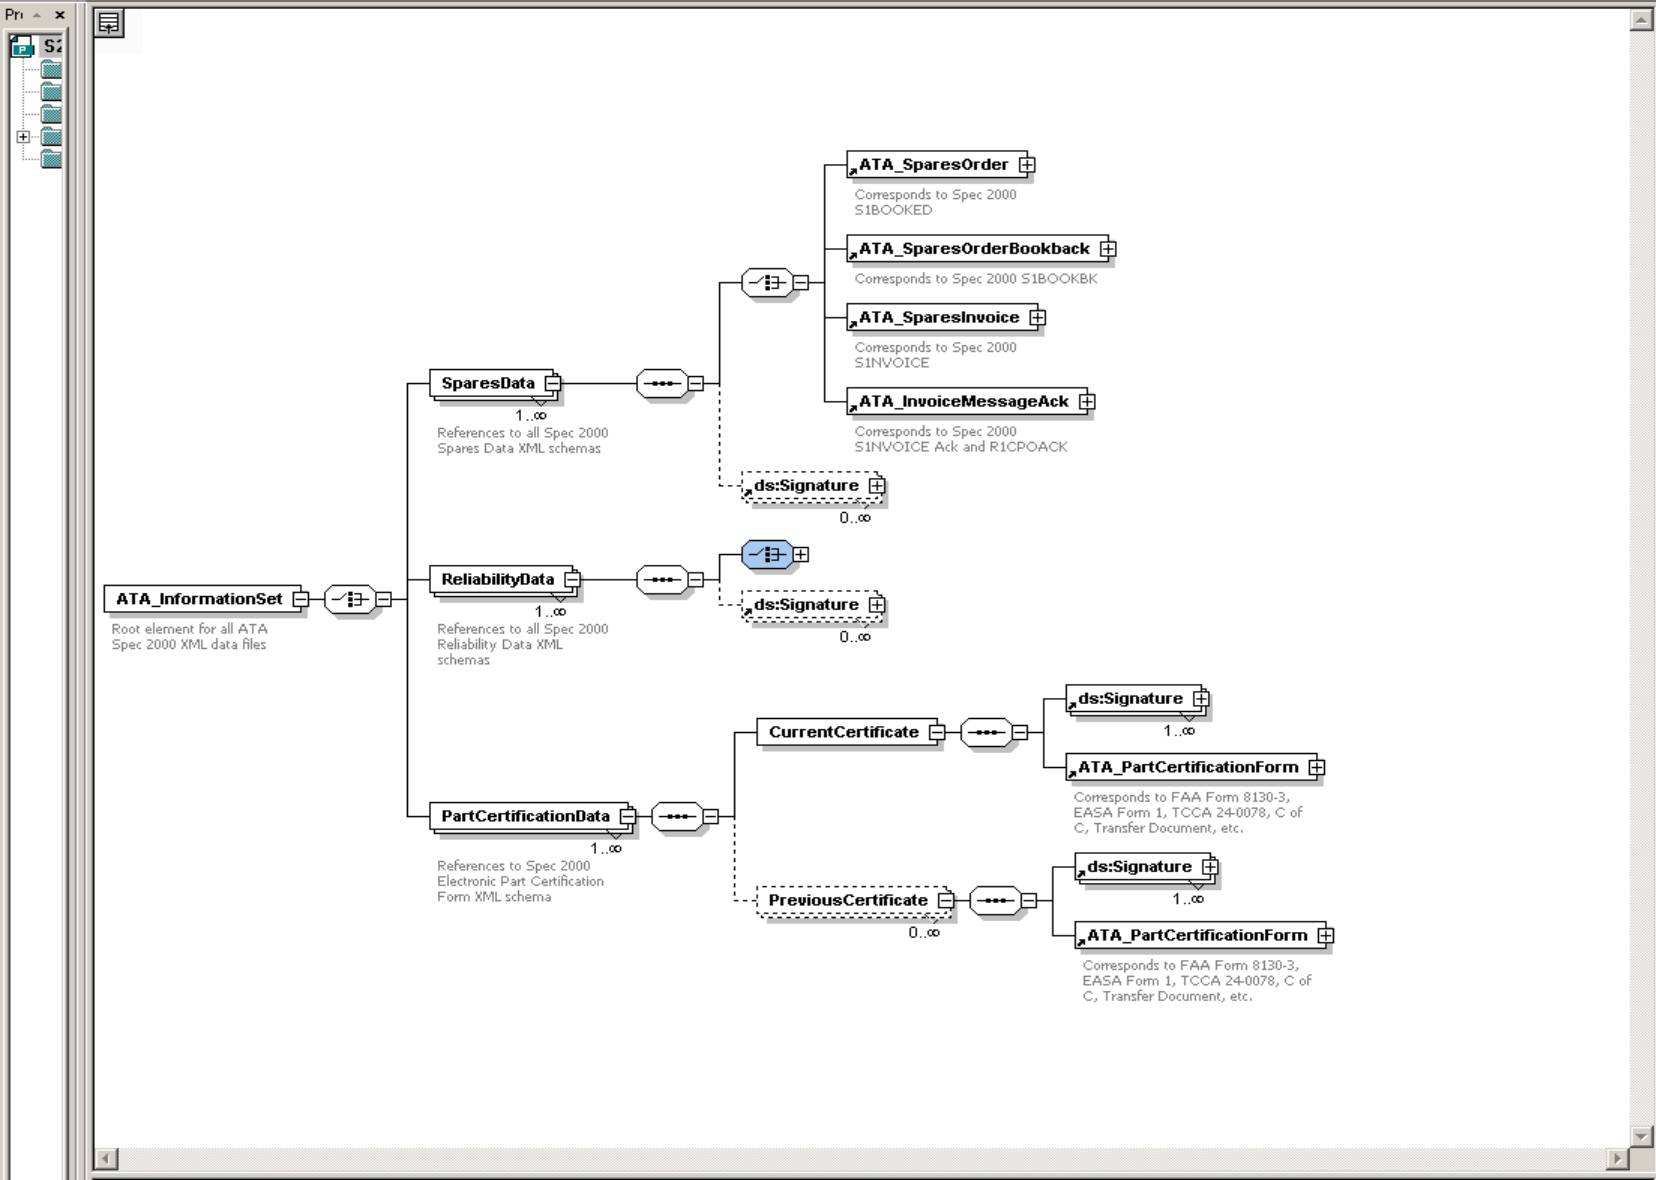 Pri
S2
P
ATA_SparesOrder
Corresponds to Spec 2000
S1BOOKED
ATA_SparesOrderBookback
Corresponds to Spec 2000 S1BOOKBK
ATA_SparesInvoice
Corresponds to Spec 2000
S1NVOICE
SparesData
1..∞
References to all Spec 2000
Spares Data XML schemas
ATA_InvoiceMessageAck
Corresponds to Spec 2000
S1NVOICE Ack and R1CPOACK
ds:Signature
0..∞
ReliabilityData
1..∞
References to all Spec 2000
Reliability Data XML
schemas
ds:Signature
0..∞
ATA_InformationSet
Root element for all ATA
Spec 2000 XML data files
ds:Signature
1..∞
CurrentCertificate
ATA_PartCertificationForm
Corresponds to FAA Form 8130-3,
EASA Form 1, TCCA 24-0078, C of
C, Transfer Document, etc.
PartCertificationData
1..∞
References to Spec 2000
Electronic Part Certification
Form XML schema
ds:Signature
1..∞
PreviousCertificate
0..∞
ATA_PartCertificationForm
Corresponds to FAA Form 8130-3,
EASA Form 1, TCCA 24-0078, C of
C, Transfer Document, etc.